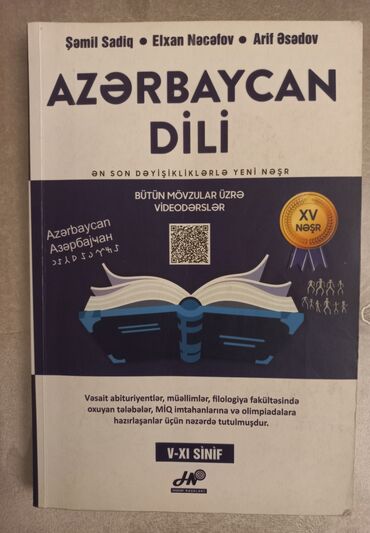 Şəmil Sadiq • Elxan Nəcəfov • Arif Əsədov
AZƏRBAYCAN
DİLİ
ƏN SON DƏYİŞİKLİKLƏRLƏ YENİ NƏŞR
BÜTÜN MÖVZULAR ÜZRƏ
VİDEODƏRSLƏR
Azərbaycan
Азәрбајҹан
XV
NƏŞR
Vəsait abituriyentlər, müəllimlər, filologiya fakültəsində
oxuyan tələbələr, MİQ imtahanlarına və olimpiadalara
hazırlaşanlar üçün nəzərdə tutulmuşdur.
V-XI SİNİF